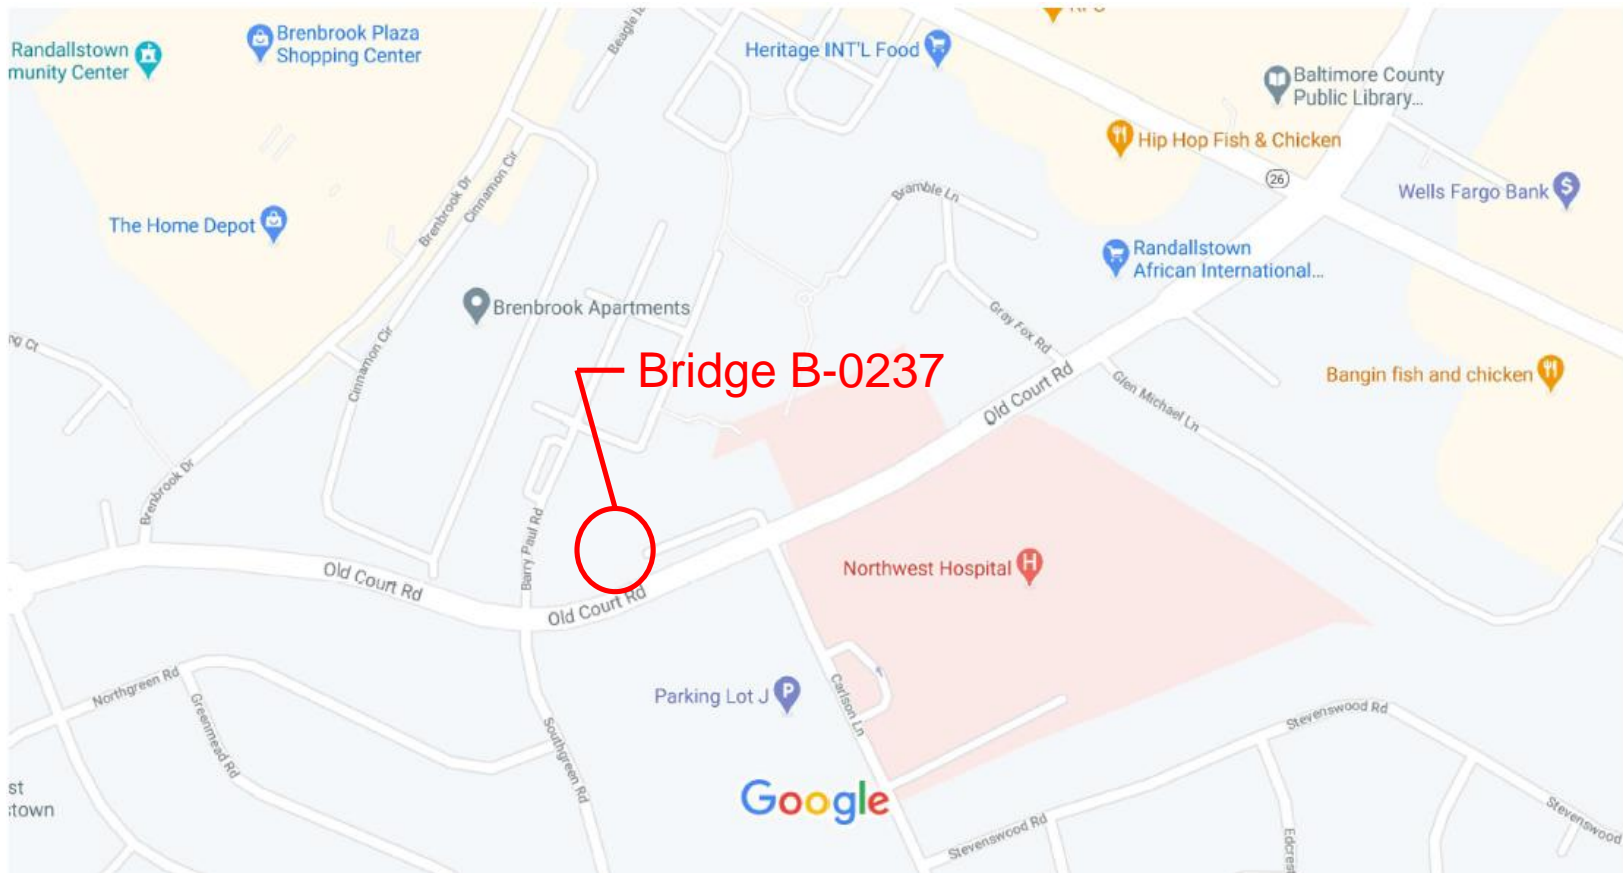 Randallstown
munity Center
Brenbrook Plaza
Shopping Center
Beagle
Heritage INT'L Food
Baltimore County
Public Library...
Hip Hop Fish & Chicken
26
Wells Fargo Bank
The Home Depot
Brenbrook Dr
Cinnamon Cir
Bramble Ln
Randallstown
African International...
Brenbrook Apartments
Gray Fox Rd
Cinnamon Cir
Bridge B-0237
Old Court Rd
Glen Michael Ln
Bangin fish and chicken
Brenbrook Dr
Barry Paul Rd
Old Court Rd
Old Court Rd
Northwest Hospital
H
Northgreen Rd
Greenmead Rd
Southgreen Rd
Parking Lot J
P
Carlson Ln
Stevenswood Rd
Google
st
town
Stevenswood Rd
Edcrest
Stevenswood